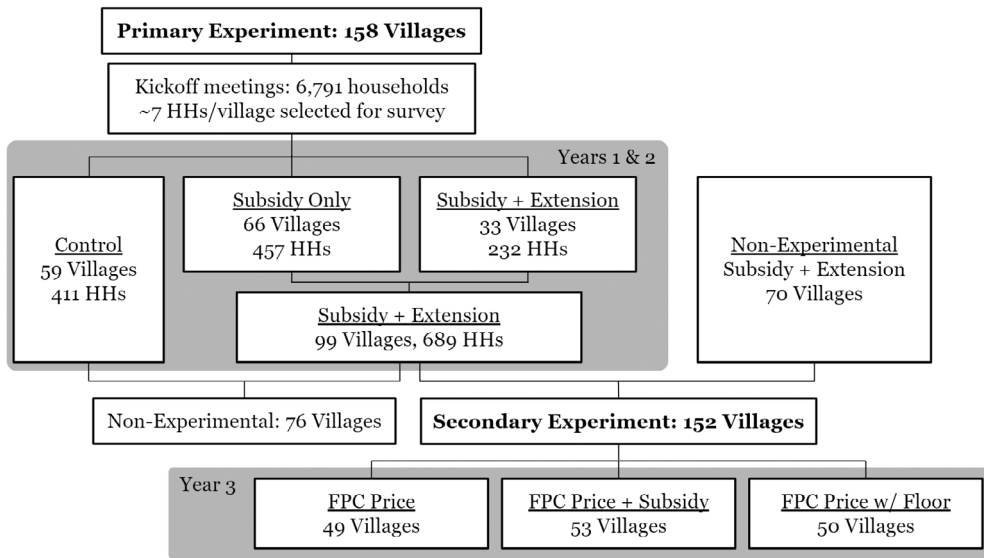 Primary Experiment: 158 Villages
Kickoff meetings: 6,791 households
~7 HHs/village selected for survey
Years 1 & 2
Control
59 Villages
411 HHs
Subsidy Only
66 Villages
457 HHs
Subsidy + Extension
33 Villages
232 HHs
Non-Experimental
Subsidy + Extension
70 Villages
Subsidy + Extension
99 Villages, 689 HHs
Non-Experimental: 76 Villages
Secondary Experiment: 152 Villages
Year 3
FPC Price
49 Villages
FPC Price + Subsidy
53 Villages
FPC Price w/ Floor
50 Villages